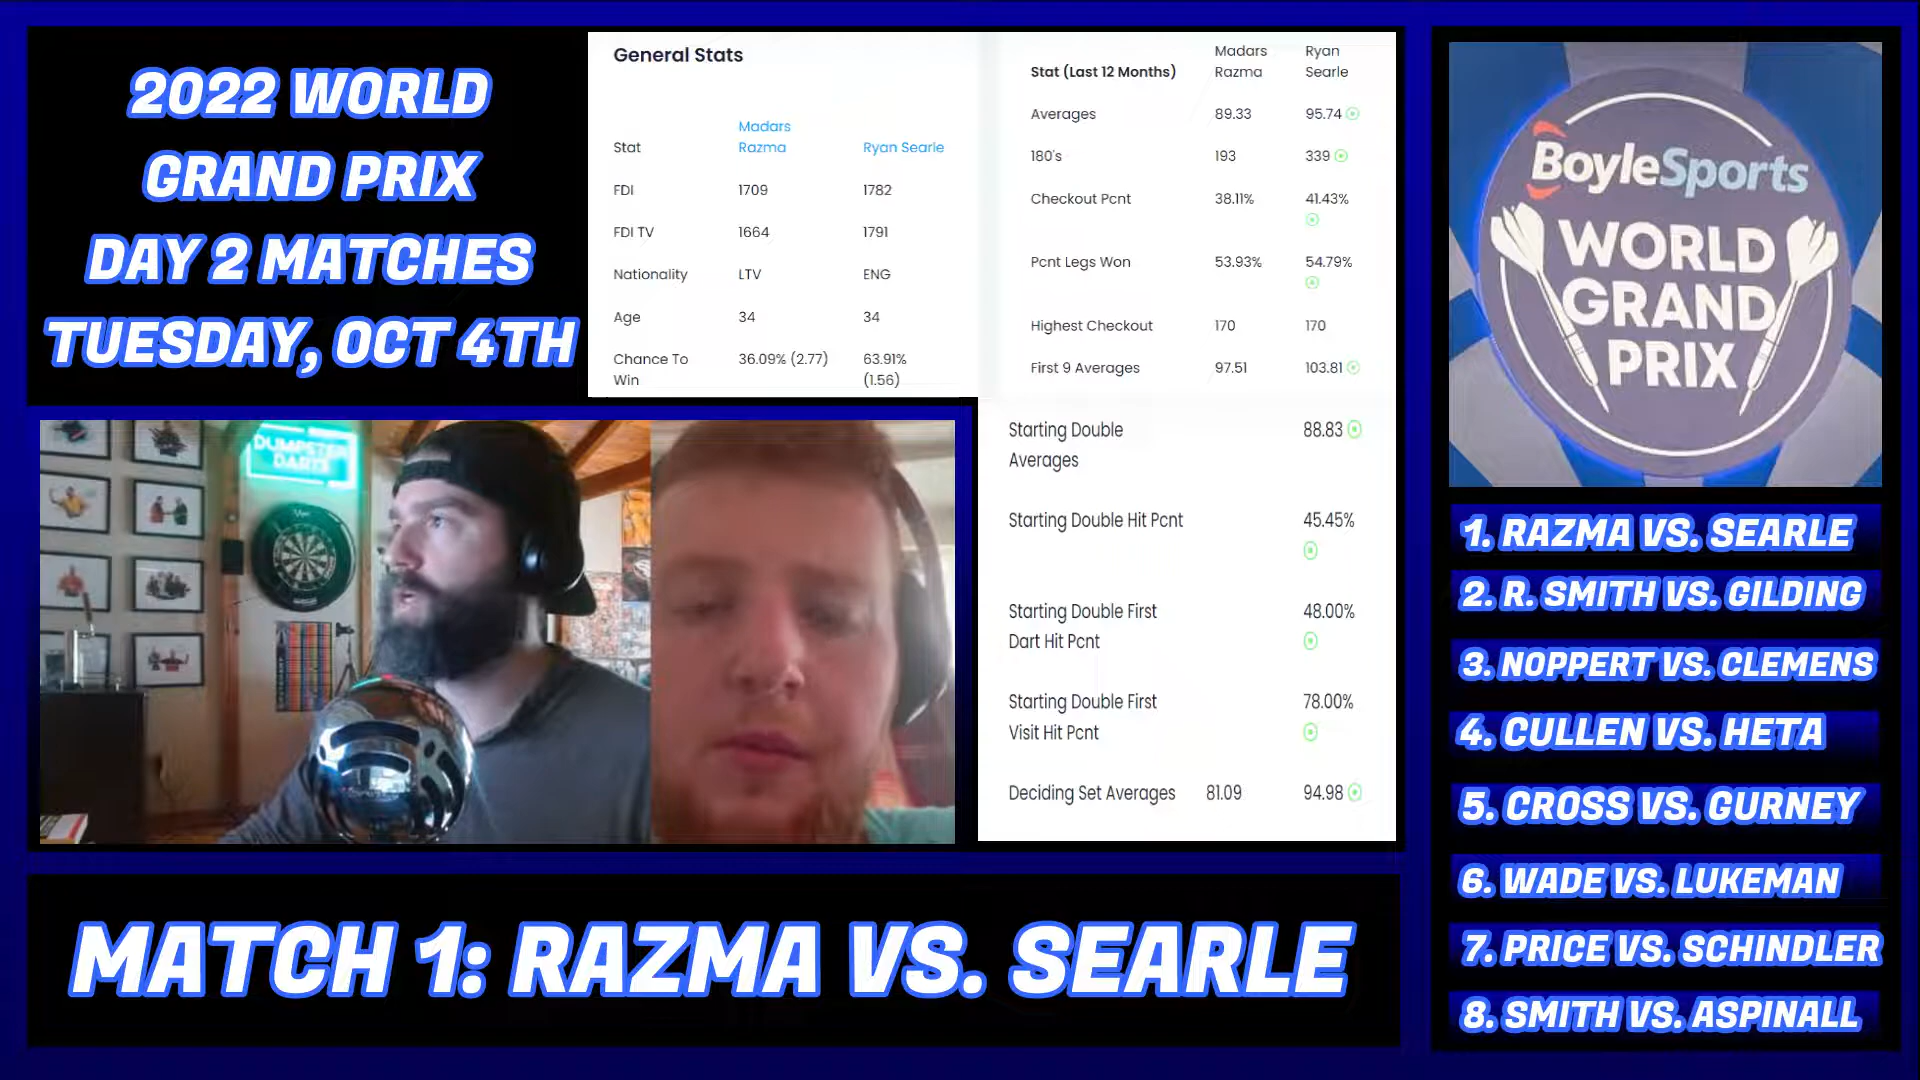 2022 WORLD
GRAND PRIX
DAY 2 MATCHES
TUESDAY, OCT 4TH
General Stats
Stat Madars Razma Ryan Searle
FDI 1709 1782
FDI TV 1664 1791
Nationality LTV ENG
Age 34 34
Chance To Win 36.09% (2.77) 63.91% (1.56)
Stat (Last 12 Months) Madars Razma Ryan Searle
Averages 89.33 95.74
180's 193 339
Checkout Pcnt 38.11% 41.43%
Pcnt Legs Won 53.93% 54.79%
Highest Checkout 170 170
First 9 Averages 97.51 103.81
Starting Double Averages 88.83
Starting Double Hit Pcnt 45.45%
Starting Double First Dart Hit Pcnt 48.00%
Starting Double First Visit Hit Pcnt 78.00%
Deciding Set Averages 81.09 94.98
DUMPSTER
DARTS
BoyleSports
WORLD
GRAND
PRIX
1. RAZMA VS. SEARLE
2. R. SMITH VS. GILDING
3. NOPPERT VS. CLEMENS
4. CULLEN VS. HETA
5. CROSS VS. GURNEY
6. WADE VS. LUKEMAN
7. PRICE VS. SCHINDLER
8. SMITH VS. ASPINALL
MATCH 1: RAZMA VS. SEARLE